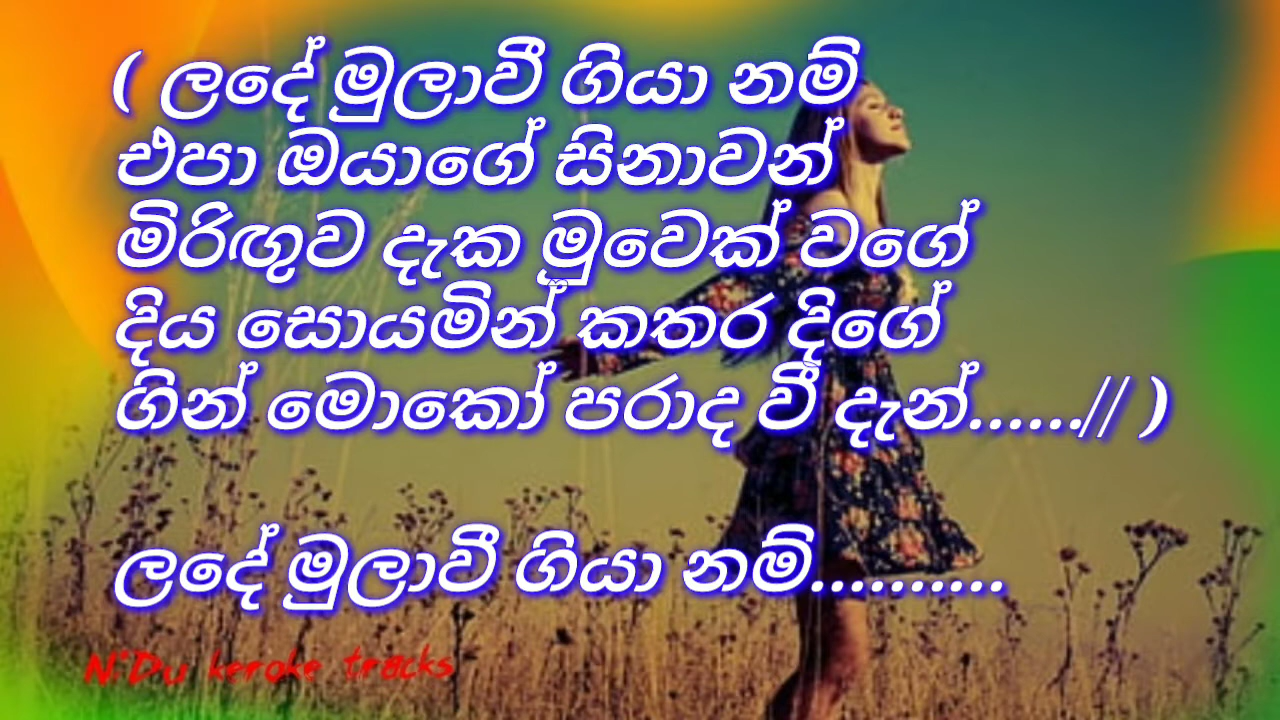 ( ලදේ මුලාවී ගියා නම්
එපා ඔයාගේ සිනාවන්
මිරිඟුව දැක මුවෙක් වගේ
දිය සොයමින් කතර දිගේ
ගින් මොකෝ පරාද වී දැන්......// )
ලදේ මුලාවී ගියා නම්..........
N!Du keroke tracks